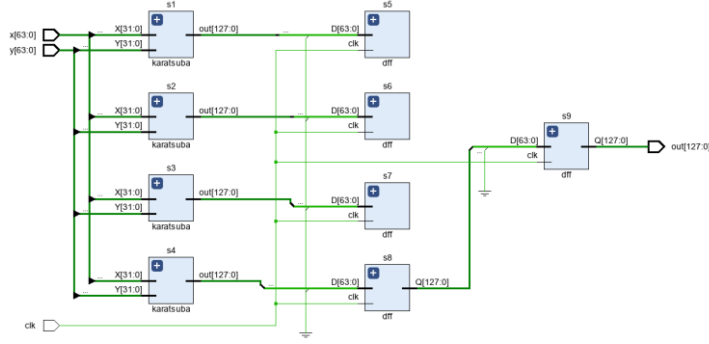 s1
x[63:0] X[31:0] out[127:0] D[63:0]
y[63:0] Y[31:0] clk
karatsuba
s5
dff
s2
X[31:0] out[127:0] D[63:0]
Y[31:0] clk
karatsuba
s6
dff
s9
D[63:0] Q[127:0] out[127:0]
clk
dff
s3
X[31:0] out[127:0] D[63:0]
Y[31:0] clk
karatsuba
s7
dff
s4
X[31:0] out[127:0] D[63:0] Q[127:0]
Y[31:0] clk
karatsuba
s8
dff
clk